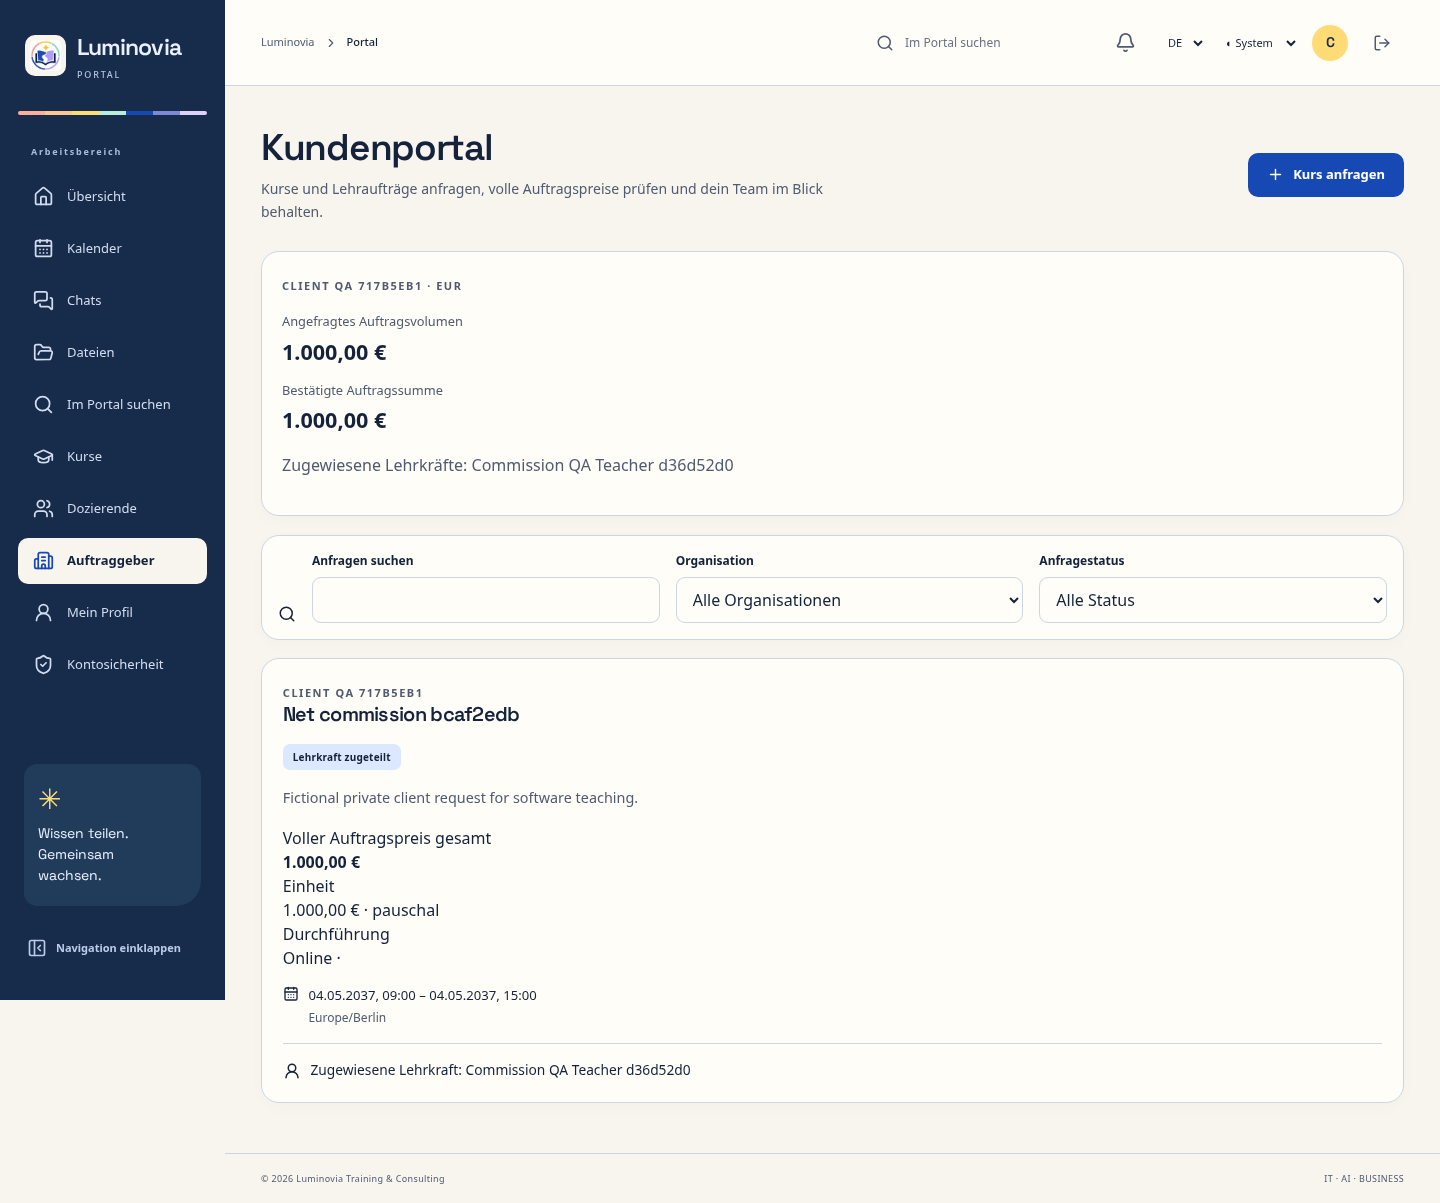 Luminovia
PORTAL
Arbeitsbereich
Übersicht
Kalender
Chats
Dateien
Im Portal suchen
Kurse
Dozierende
Auftraggeber
Mein Profil
Kontosicherheit
Wissen teilen.
Gemeinsam
wachsen.
Navigation einklappen
Luminovia
Portal
Im Portal suchen
DE
System
C
Kundenportal
Kurse und Lehraufträge anfragen, volle Auftragspreise prüfen und dein Team im Blick
behalten.
Kurs anfragen
CLIENT QA 717B5EB1 · EUR
Angefragtes Auftragsvolumen
1.000,00 €
Bestätigte Auftragssumme
1.000,00 €
Zugewiesene Lehrkräfte: Commission QA Teacher d36d52d0
Anfragen suchen
Organisation
Alle Organisationen
Anfragestatus
Alle Status
CLIENT QA 717B5EB1
Net commission bcaf2edb
Lehrkraft zugeteilt
Fictional private client request for software teaching.
Voller Auftragspreis gesamt
1.000,00 €
Einheit
1.000,00 € · pauschal
Durchführung
Online ·
04.05.2037, 09:00 – 04.05.2037, 15:00
Europe/Berlin
Zugewiesene Lehrkraft: Commission QA Teacher d36d52d0
© 2026 Luminovia Training & Consulting
IT · AI · BUSINESS